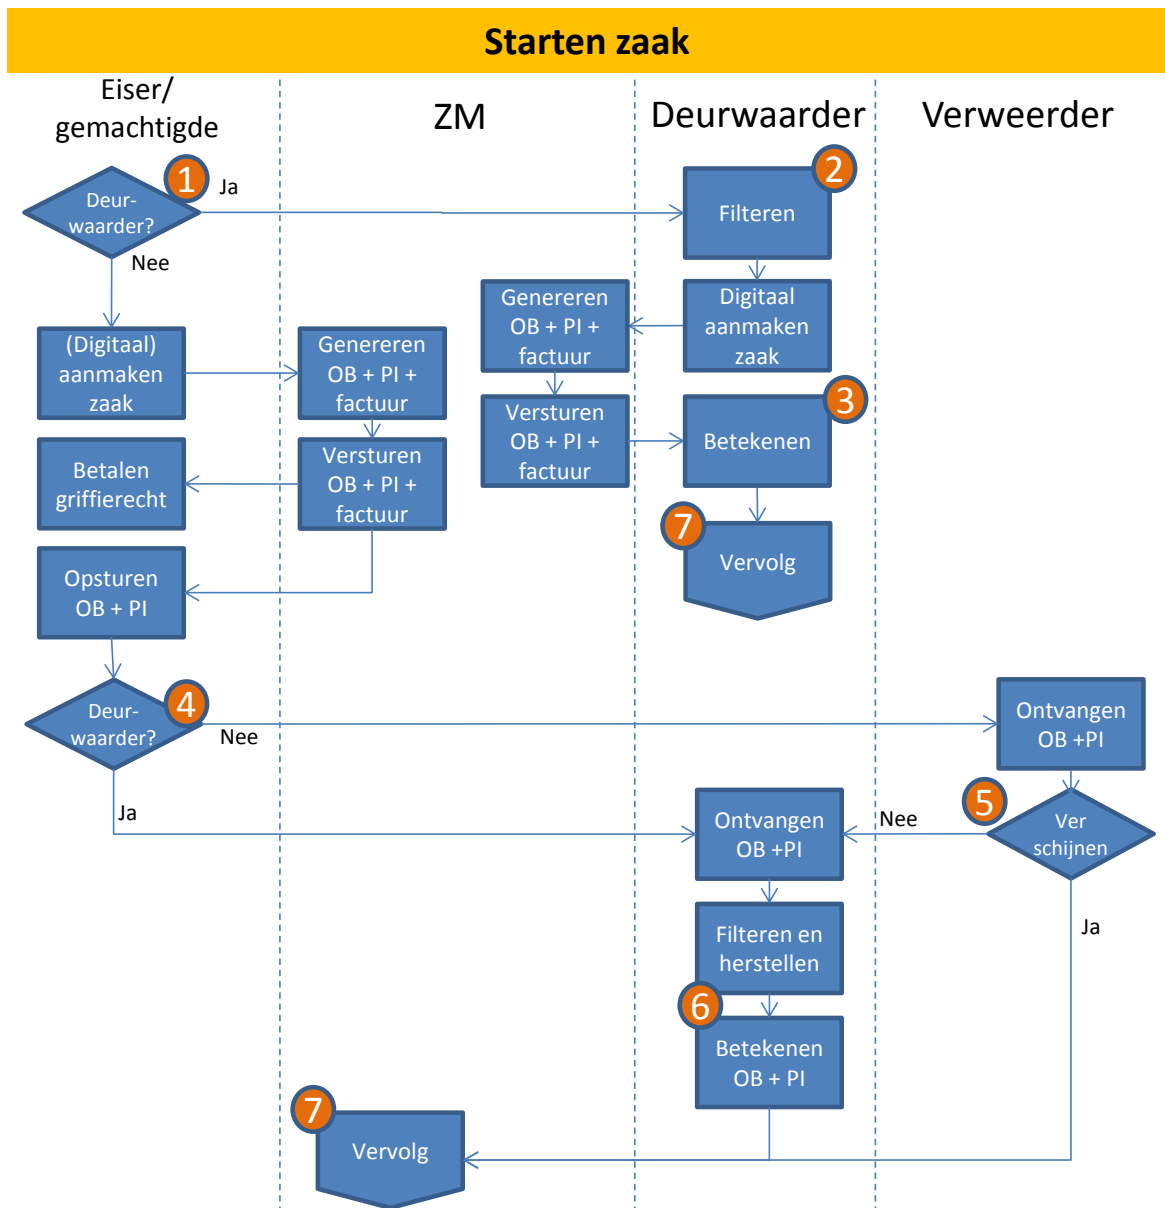 Starten zaak
Eiser/
gemachtigde
ZM
Deurwaarder
Verweerder
1
Deur-
waarder?
Ja
Nee
2
Filteren
Digitaal
aanmaken
zaak
Genereren
OB + PI +
factuur
Versturen
OB + PI +
factuur
3
Betekenen
7
Vervolg
(Digitaal)
aanmaken
zaak
Genereren
OB + PI +
factuur
Versturen
OB + PI +
factuur
Betalen
griffierecht
Opsturen
OB + PI
4
Deur-
waarder?
Nee
Ja
Ontvangen
OB +PI
5
Ver
schijnen
Nee
Ja
Ontvangen
OB +PI
Filteren en
herstellen
6
Betekenen
OB + PI
7
Vervolg